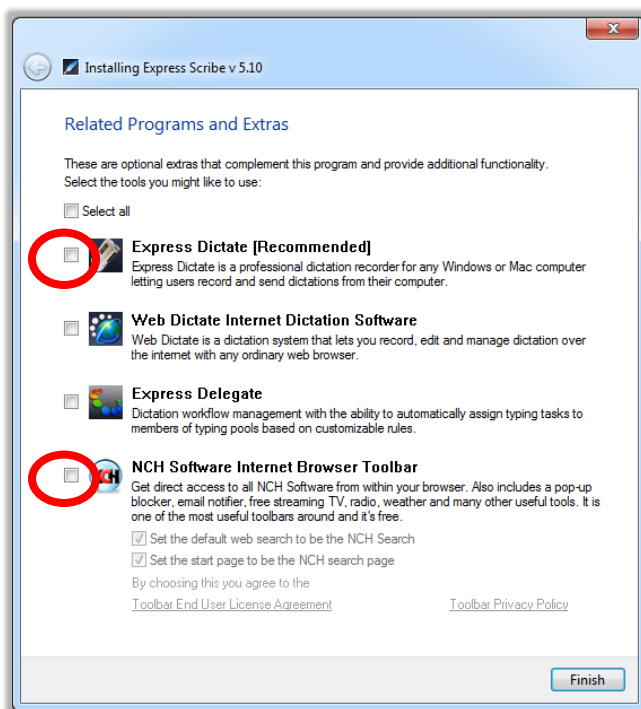 Installing Express Scribe v 5.10
Related Programs and Extras
These are optional extras that complement this program and provide additional functionality.
Select the tools you might like to use:
Select all
Express Dictate [Recommended]
Express Dictate is a professional dictation recorder for any Windows or Mac computer
letting users record and send dictations from their computer.
Web Dictate Internet Dictation Software
Web Dictate is a dictation system that lets you record, edit and manage dictation over
the internet with any ordinary web browser.
Express Delegate
Dictation workflow management with the ability to automatically assign typing tasks to
members of typing pools based on customizable rules.
NCH
NCH Software Internet Browser Toolbar
Get direct access to all NCH Software from within your browser. Also includes a pop-up
blocker, email notifier, free streaming TV, radio, weather and many other useful tools. It is
one of the most useful toolbars around and it's free.
Set the default web search to be the NCH Search
Set the start page to be the NCH search page
By choosing this you agree to the
Toolbar End User License Agreement Toolbar Privacy Policy
Finish